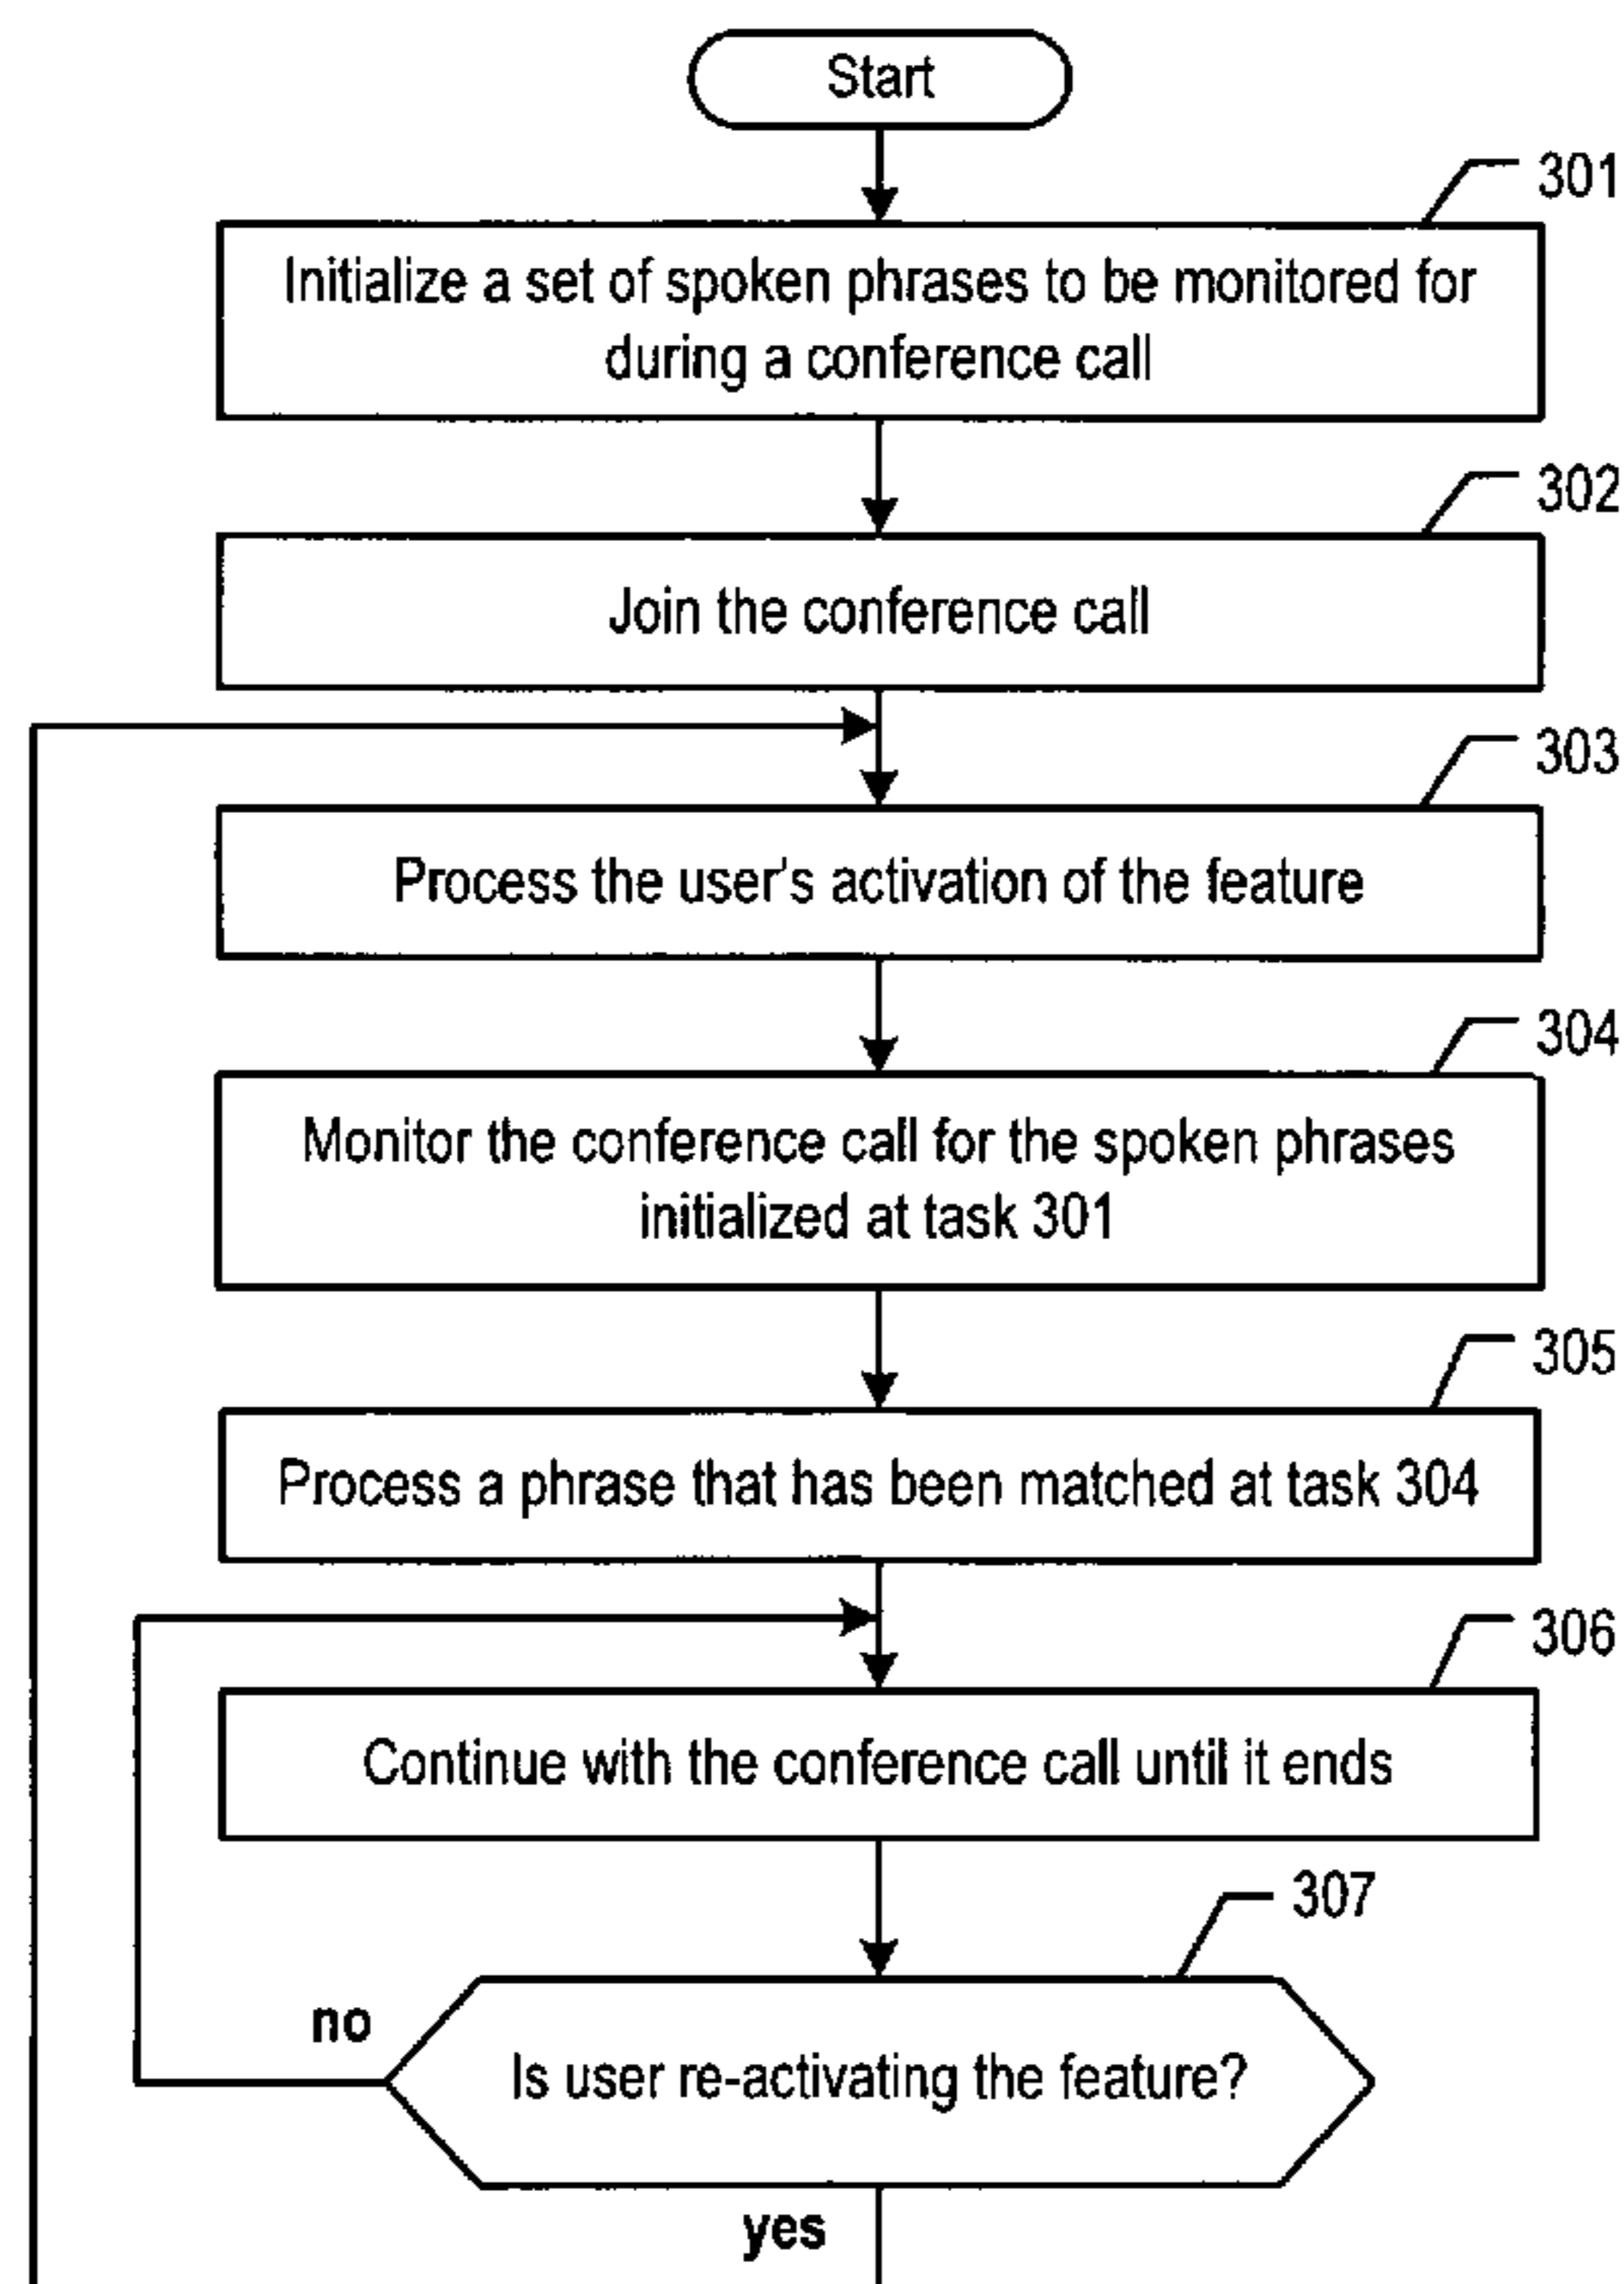 Start
301
Initialize a set of spoken phrases to be monitored for
during a conference call
302
Join the conference call
303
Process the user's activation of the feature
304
Monitor the conference call for the spoken phrases
initialized at task 301
305
Process a phrase that has been matched at task 304
306
Continue with the conference call until it ends
307
no
Is user re-activating the feature?
yes